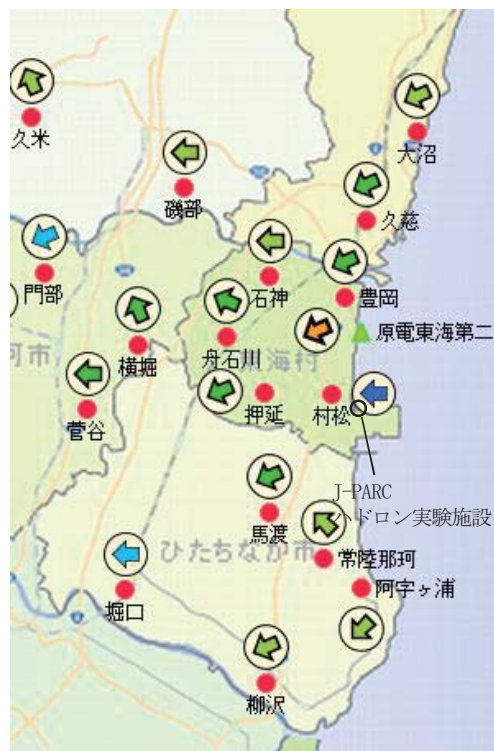 久米
大沼
磯部
久慈
門部
石神
豊岡
原電東海第二
舟石川
横堀
東海村
河市
押延
村松
菅谷
J-PARC
ハドロン実験施設
馬渡
ひたちなか市
常陸那珂
阿字ヶ浦
堀口
柳沢